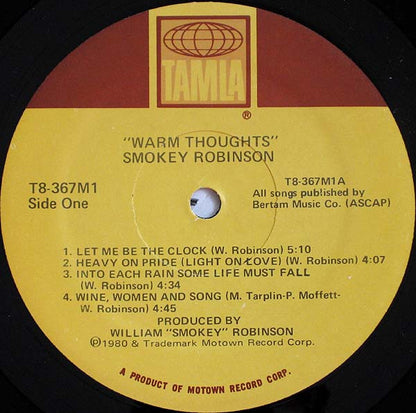 TAMLA
®
"WARM THOUGHTS"
SMOKEY ROBINSON
T8-367M1
Side One
T8-367M1A
All songs published by
Bertam Music Co. (ASCAP)
1. LET ME BE THE CLOCK (W. Robinson) 5:10
2. HEAVY ON PRIDE (LIGHT ON LOVE) (W. Robinson) 4:07
3. INTO EACH RAIN SOME LIFE MUST FALL
(W. Robinson) 4:34
4. WINE, WOMEN AND SONG (M. Tarplin-P. Moffett-
W. Robinson) 4:45
PRODUCED BY
WILLIAM "SMOKEY" ROBINSON
℗1980 & Trademark Motown Record Corp.
A PRODUCT OF MOTOWN RECORD CORP.